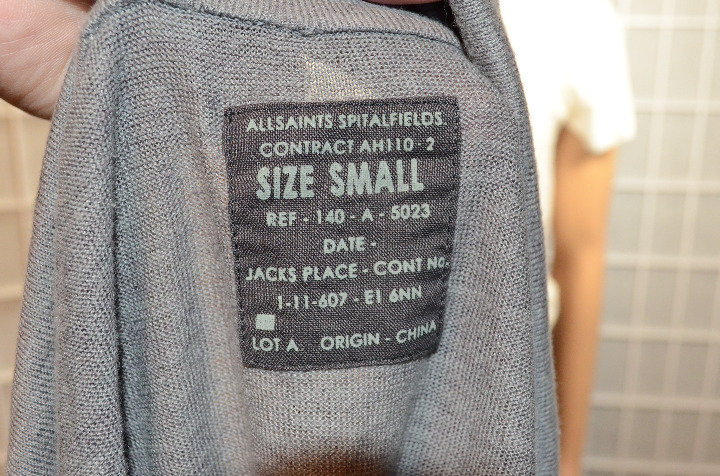 ALLSAINTS SPITALFIELDS
CONTRACT AH110 - 2
SIZE SMALL
REF - 140 - A - 5023
DATE -
JACKS PLACE - CONT No.
1-11-607 - E1 6NN
LOT A ORIGIN - CHINA